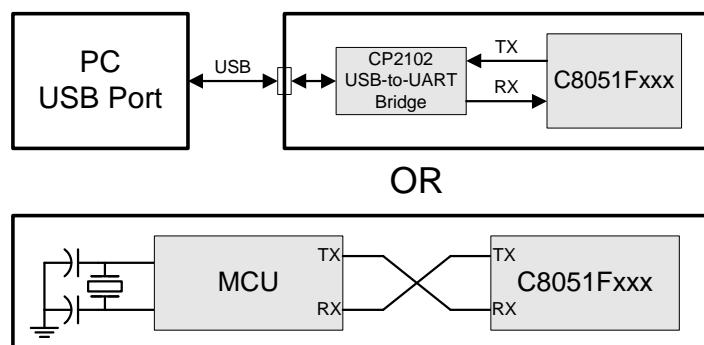 PC
USB Port
USB
CP2102
USB-to-UART
Bridge
TX
RX
C8051Fxxx
OR
MCU
TX
RX
TX
RX
C8051Fxxx